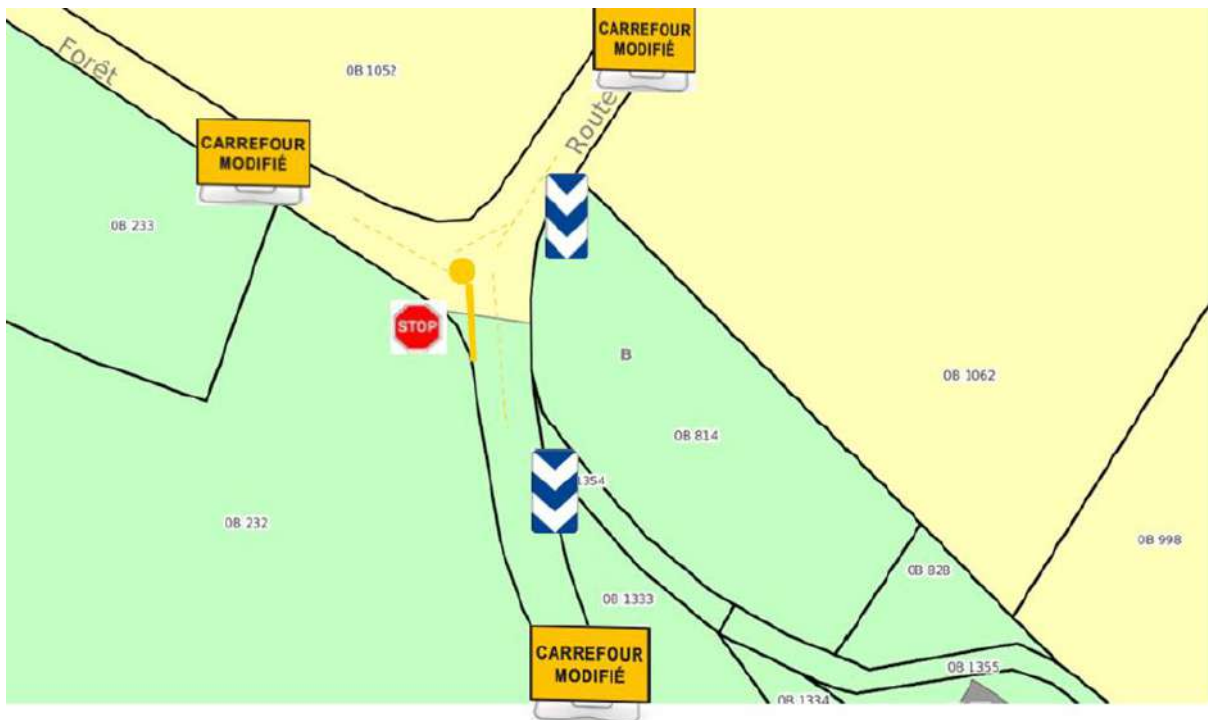 CARREFOUR
MODIFIÉ
Forêt
0B 1052
Route
CARREFOUR
MODIFIÉ
0B 233
STOP
B
0B 1062
0B 814
1354
0B 232
0B 998
0B 828
0B 1333
CARREFOUR
MODIFIÉ
0B 1355
0B 1334